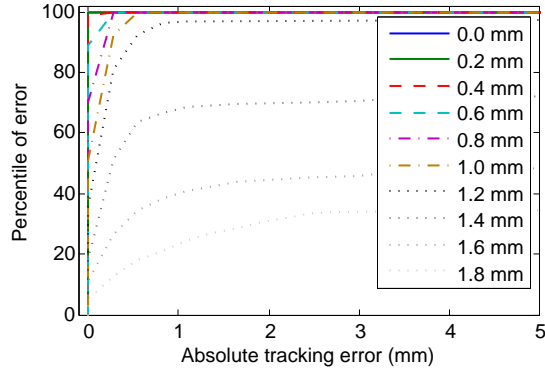 100
80
60
40
20
0
Percentile of error
0 1 2 3 4 5
Absolute tracking error (mm)
0.0 mm
0.2 mm
0.4 mm
0.6 mm
0.8 mm
1.0 mm
1.2 mm
1.4 mm
1.6 mm
1.8 mm